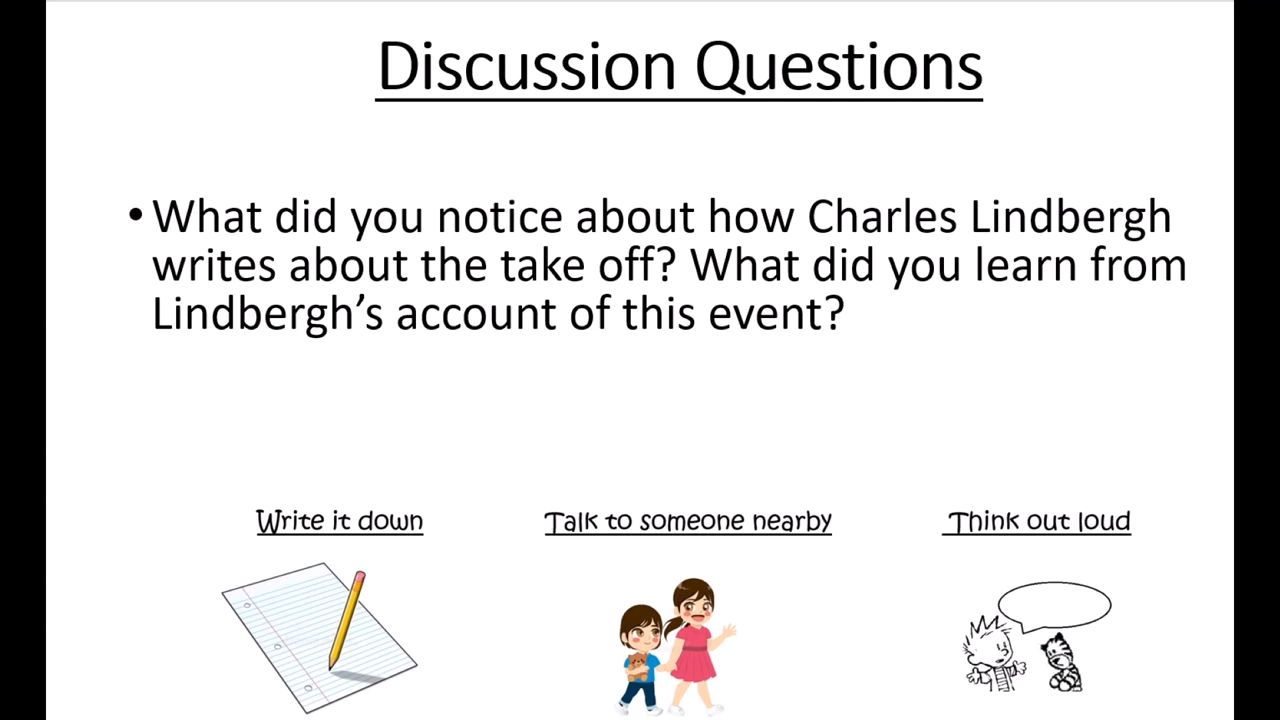 Discussion Questions
• What did you notice about how Charles Lindbergh
writes about the take off? What did you learn from
Lindbergh’s account of this event?
Write it down
Talk to someone nearby
Think out loud